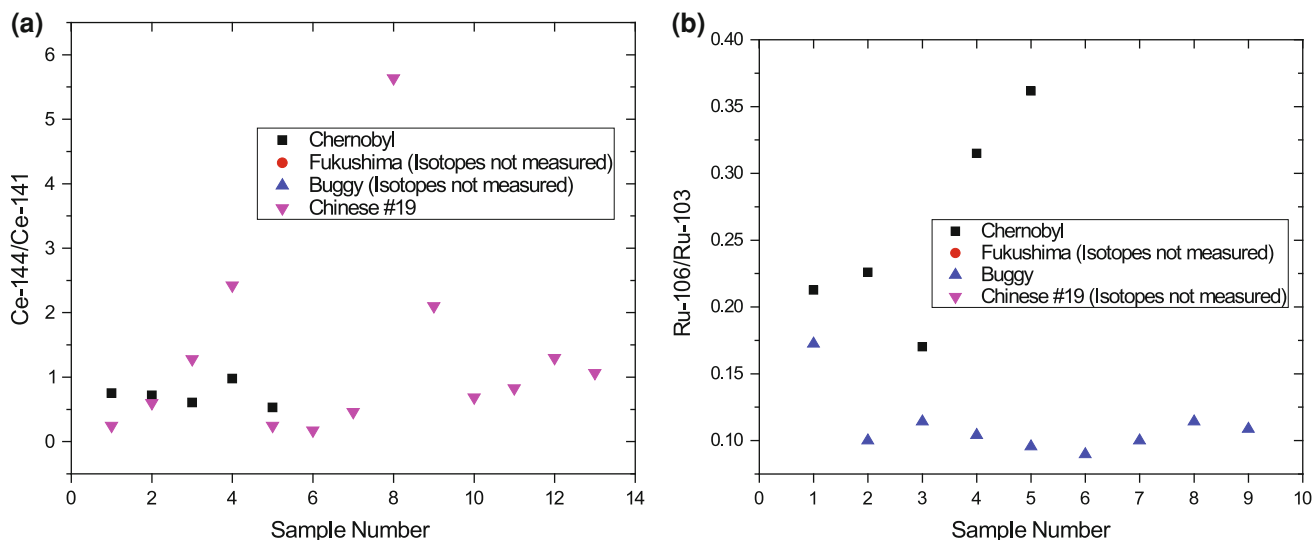 (a)
6
5
4
3
2
1
0
Ce-144/Ce-141
Chernobyl
Fukushima (Isotopes not measured)
Buggy (Isotopes not measured)
Chinese #19
0 2 4 6 8 10 12 14
Sample Number
(b)
0.40
0.35
0.30
0.25
0.20
0.15
0.10
Ru-106/Ru-103
Chernobyl
Fukushima (Isotopes not measured)
Buggy
Chinese #19 (Isotopes not measured)
0 1 2 3 4 5 6 7 8 9 10
Sample Number